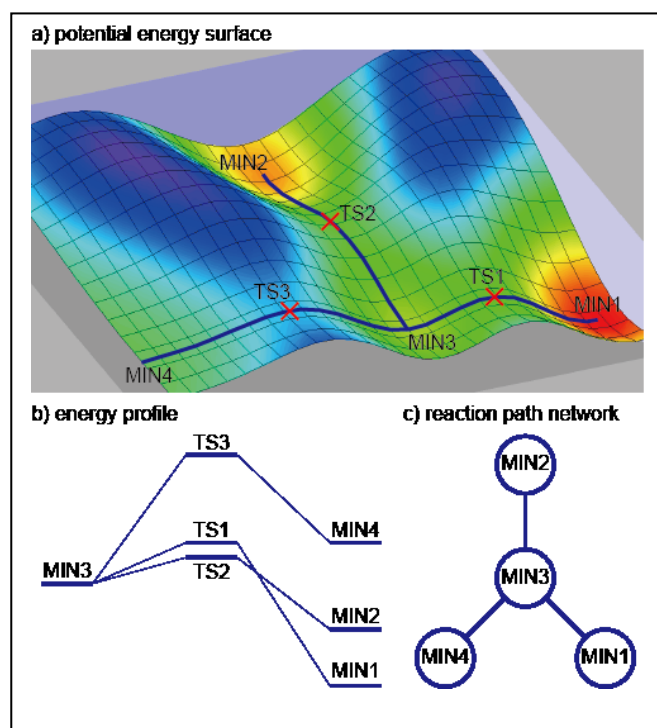 a) potential energy surface
MIN2
TS2
TS1
TS3
MIN1
MIN3
MIN4
b) energy profile
TS3
TS1
MIN4
MIN3
TS2
MIN2
MIN1
c) reaction path network
MIN2
MIN3
MIN4
MIN1